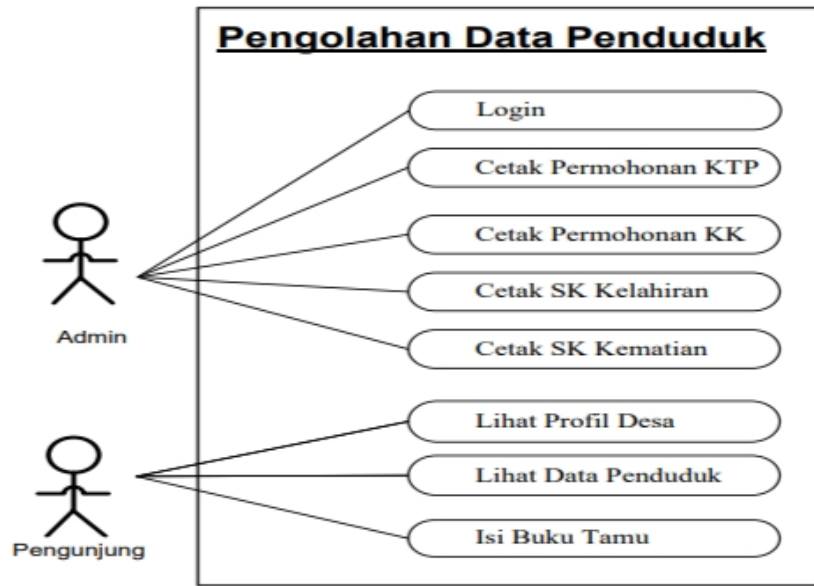 Pengolahan Data Penduduk
Login
Cetak Permohonan KTP
Cetak Permohonan KK
Cetak SK Kelahiran
Cetak SK Kematian
Admin
Lihat Profil Desa
Lihat Data Penduduk
Isi Buku Tamu
Pengunjung